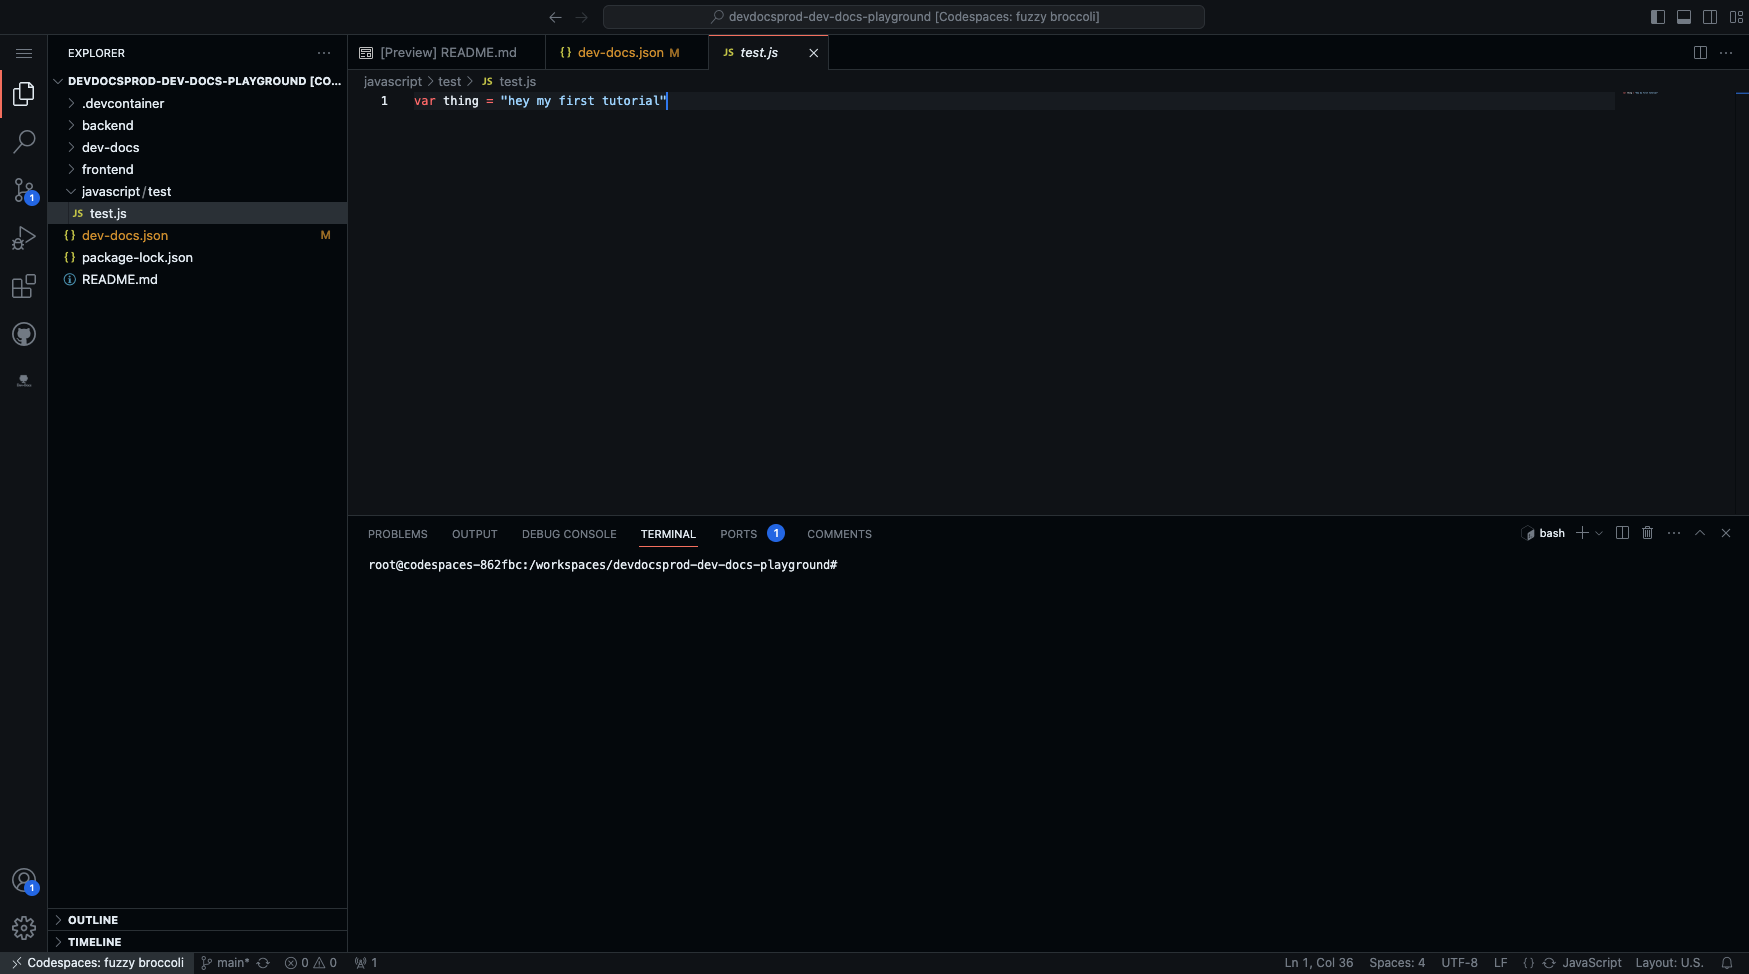 devdocsprod-dev-docs-playground [Codespaces: fuzzy broccoli]
EXPLORER
DEVDOCSPROD-DEV-DOCS-PLAYGROUND [CO...
.devcontainer
backend
dev-docs
frontend
javascript/test
JS test.js
{} dev-docs.json M
{} package-lock.json
README.md
OUTLINE
TIMELINE
1
1
[Preview] README.md
{} dev-docs.json M
JS test.js
javascript > test > JS test.js
1 var thing = "hey my first tutorial"
PROBLEMS OUTPUT DEBUG CONSOLE TERMINAL PORTS 1 COMMENTS
bash
root@codespaces-862fbc:/workspaces/devdocsprod-dev-docs-playground#
Codespaces: fuzzy broccoli main* 0 0 1
Ln 1, Col 36 Spaces: 4 UTF-8 LF {} JavaScript Layout: U.S.